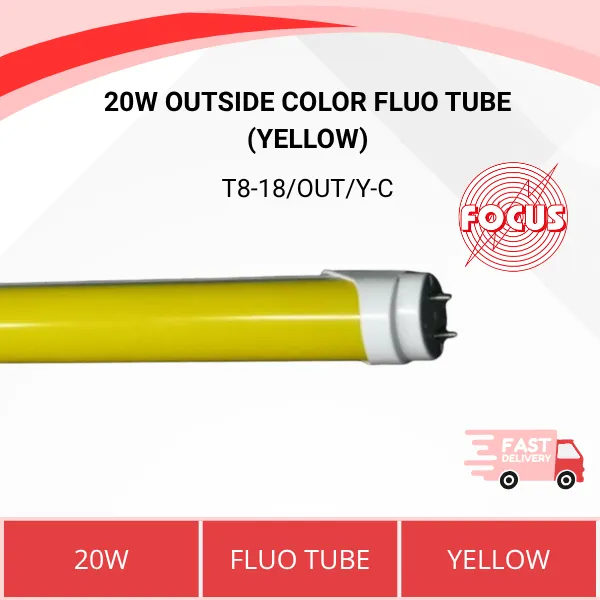 20W OUTSIDE COLOR FLUO TUBE
(YELLOW)
T8-18/OUT/Y-C
FOCUS
FAST
DELIVERY
20W
FLUO TUBE
YELLOW